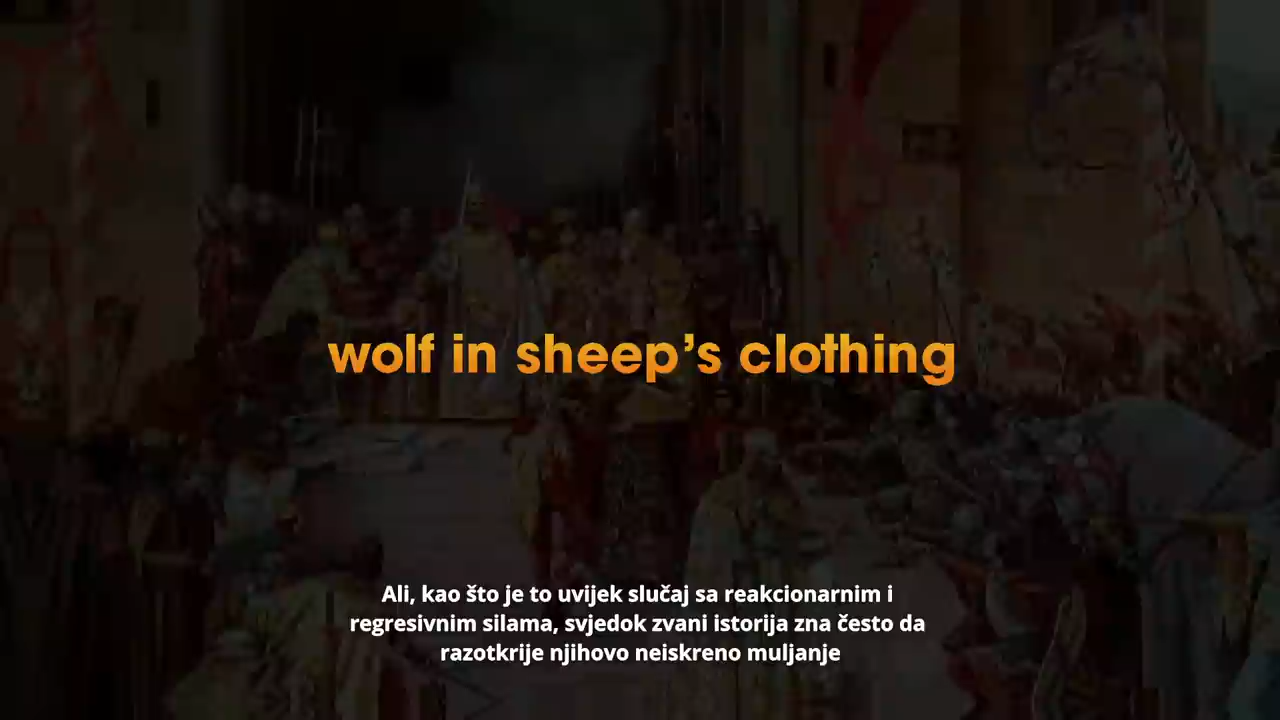 wolf in sheep’s clothing
Ali, kao što je to uvijek slučaj sa reakcionarnim i
regresivnim silama, svjedok zvani istorija zna često da
razotkrije njihovo neiskreno muljanje